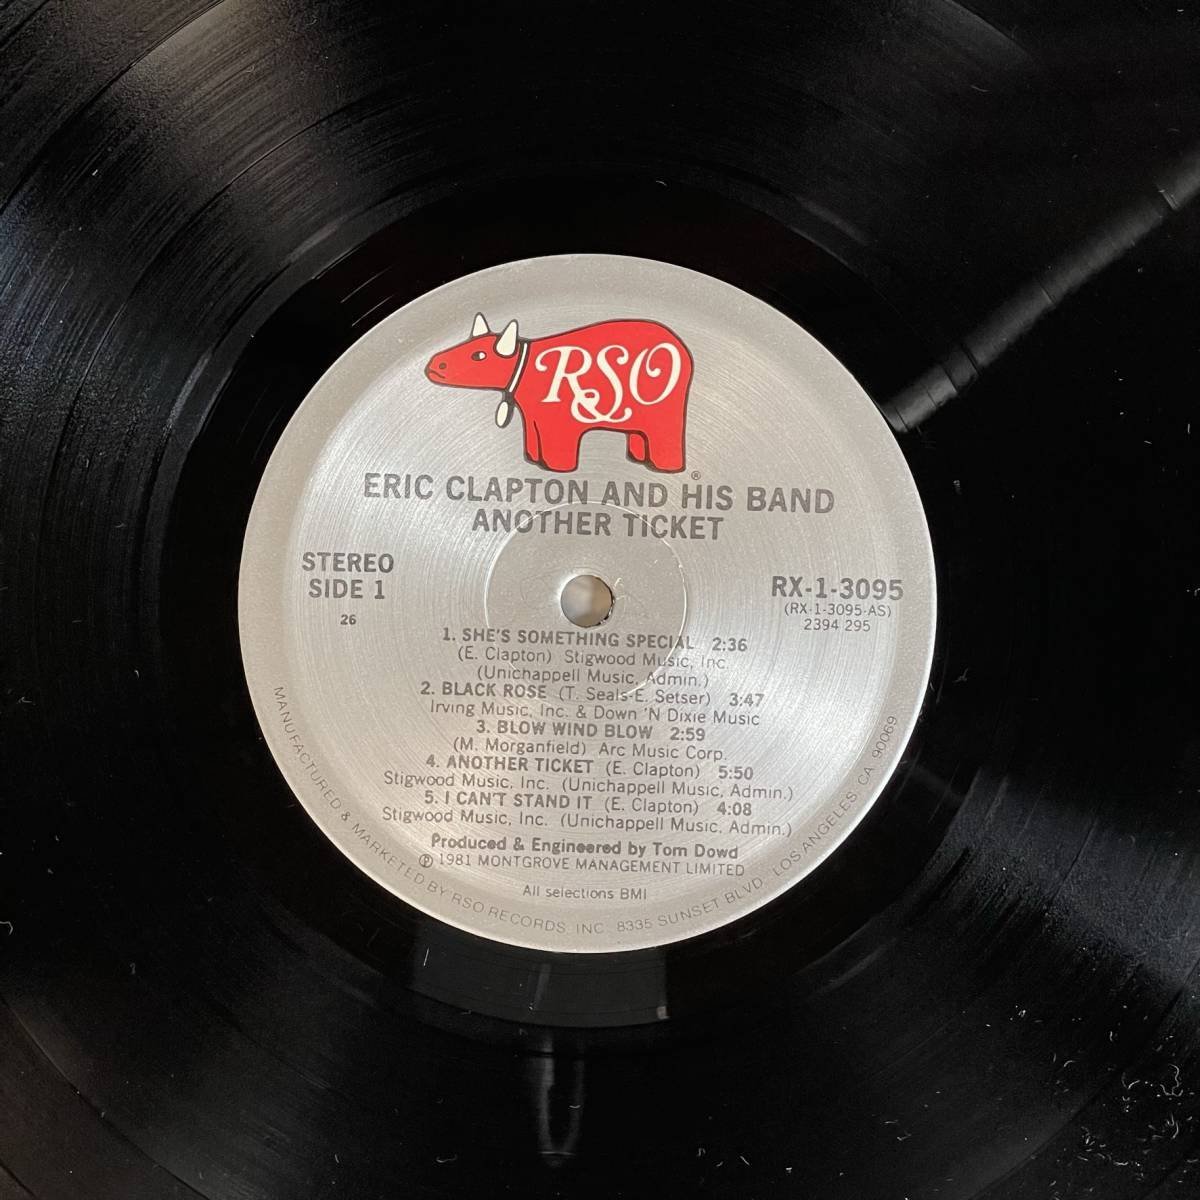 RSO
®
ERIC CLAPTON AND HIS BAND
ANOTHER TICKET
STEREO
SIDE 1
26
RX-1-3095
(RX-1-3095-AS)
2394 295
1. SHE'S SOMETHING SPECIAL 2:36
(E. Clapton) Stigwood Music, Inc.
(Unichappell Music, Admin.)
2. BLACK ROSE (T. Seals-E. Setser) 3:47
Irving Music, Inc. & Down 'N Dixie Music
3. BLOW WIND BLOW 2:59
(M. Morganfield) Arc Music Corp.
4. ANOTHER TICKET (E. Clapton) 5:50
Stigwood Music, Inc. (Unichappell Music, Admin.)
5. I CAN'T STAND IT (E. Clapton) 4:08
Stigwood Music, Inc. (Unichappell Music, Admin.)
Produced & Engineered by Tom Dowd
℗ 1981 MONTGROVE MANAGEMENT LIMITED
All selections BMI
MANUFACTURED & MARKETED BY RSO RECORDS, INC. 8335 SUNSET BLVD. LOS ANGELES CA 90069